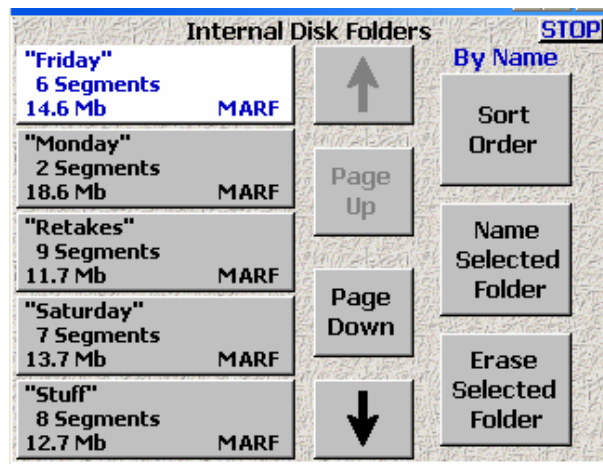 Internal Disk Folders
STOP
"Friday"
6 Segments
14.6 Mb MARF
"Monday"
2 Segments
18.6 Mb MARF
"Retakes"
9 Segments
11.7 Mb MARF
"Saturday"
7 Segments
13.7 Mb MARF
"Stuff"
8 Segments
12.7 Mb MARF
Page
Up
Page
Down
By Name
Sort
Order
Name
Selected
Folder
Erase
Selected
Folder